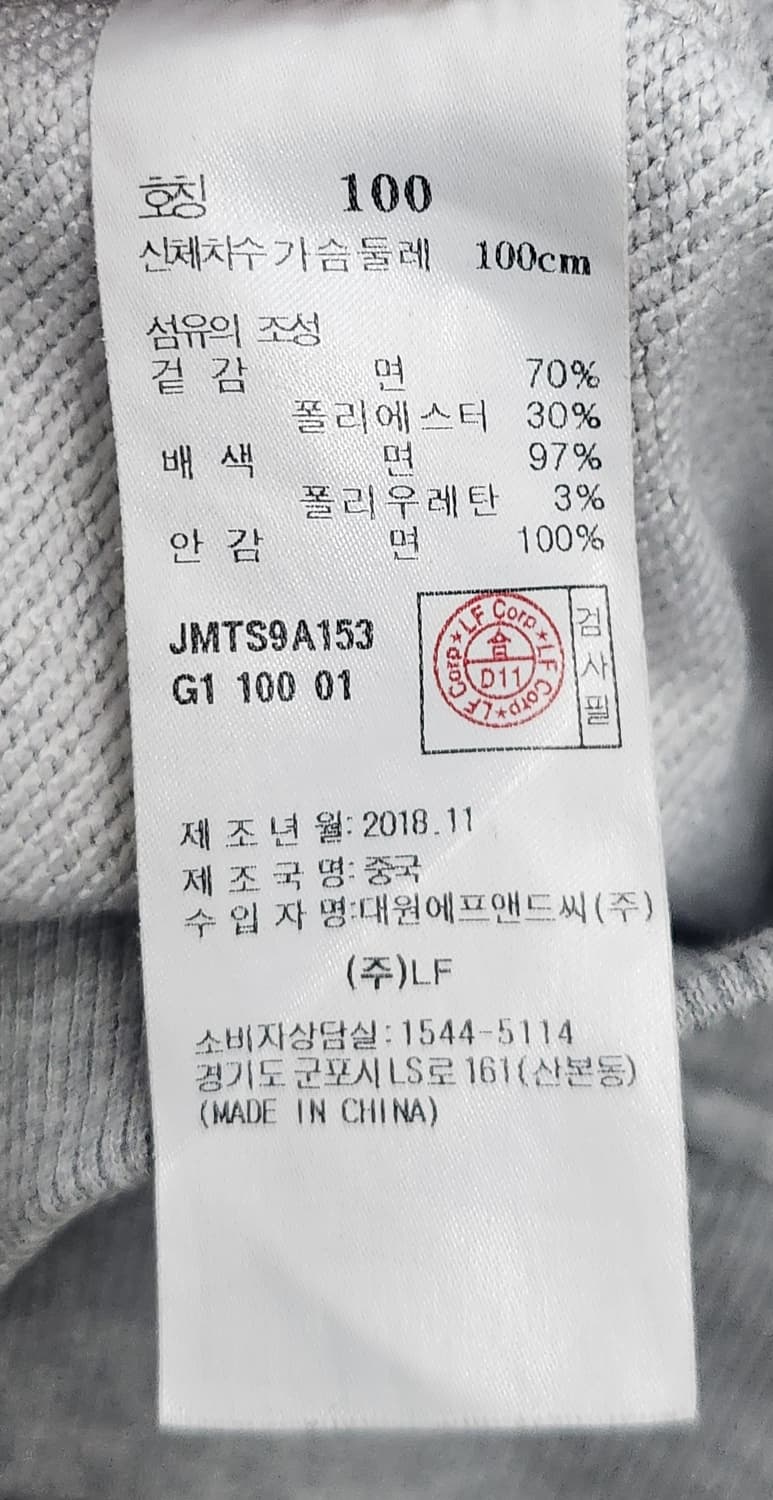 호칭 100
신체치수 가슴둘레 100cm
섬유의 조성
겉감 면 70%
폴리에스터 30%
배색 면 97%
폴리우레탄 3%
안감 면 100%
JMTS9A153
G1 100 01
LF Corp★LF Corp★LF Corp★
合
D11
검사필
제조년월: 2018.11
제조국명: 중국
수입자명:대원에프앤드씨(주)
(주)LF
소비자상담실:1544-5114
경기도 군포시 LS로 161(산본동)
(MADE IN CHINA)